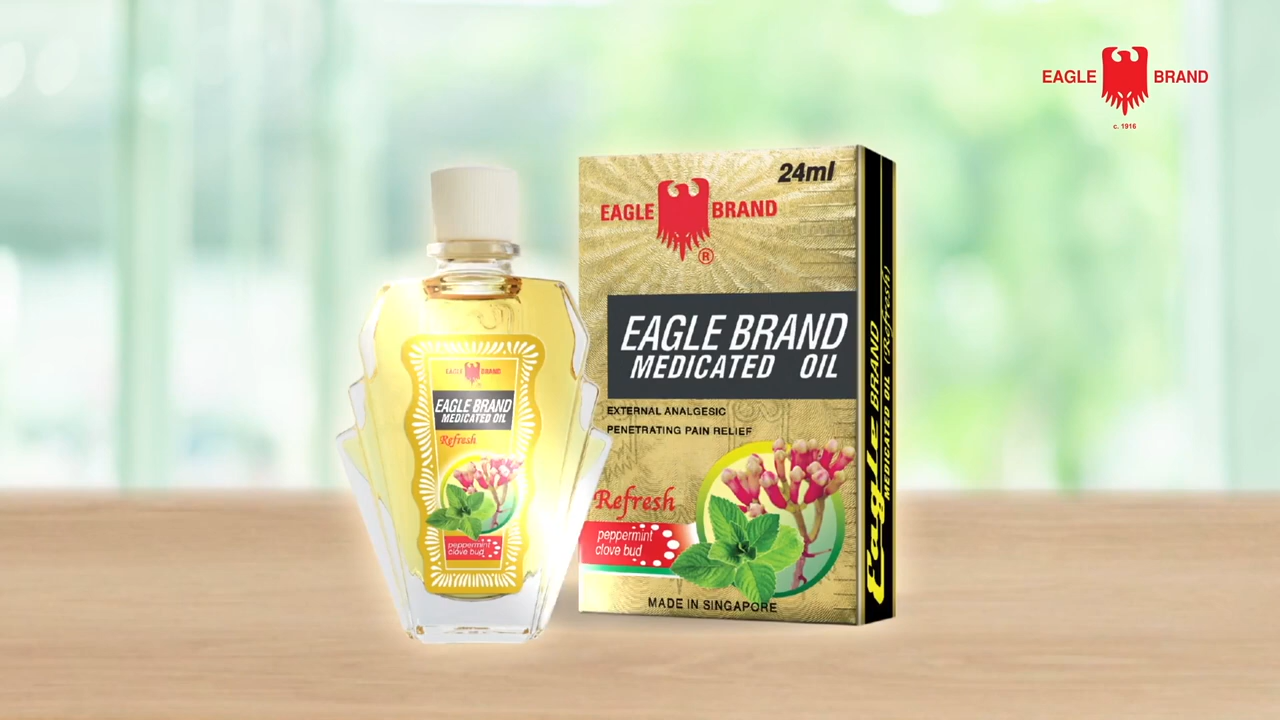 EAGLE BRAND
c. 1916
24ml
EAGLE BRAND
®
EAGLE BRAND
MEDICATED OIL
EXTERNAL ANALGESIC
PENETRATING PAIN RELIEF
Refresh
peppermint
clove bud
MADE IN SINGAPORE
Eagle BRAND
MEDICATED OIL (Refresh)
EAGLE BRAND
EAGLE BRAND
MEDICATED OIL
Refresh
peppermint
clove bud